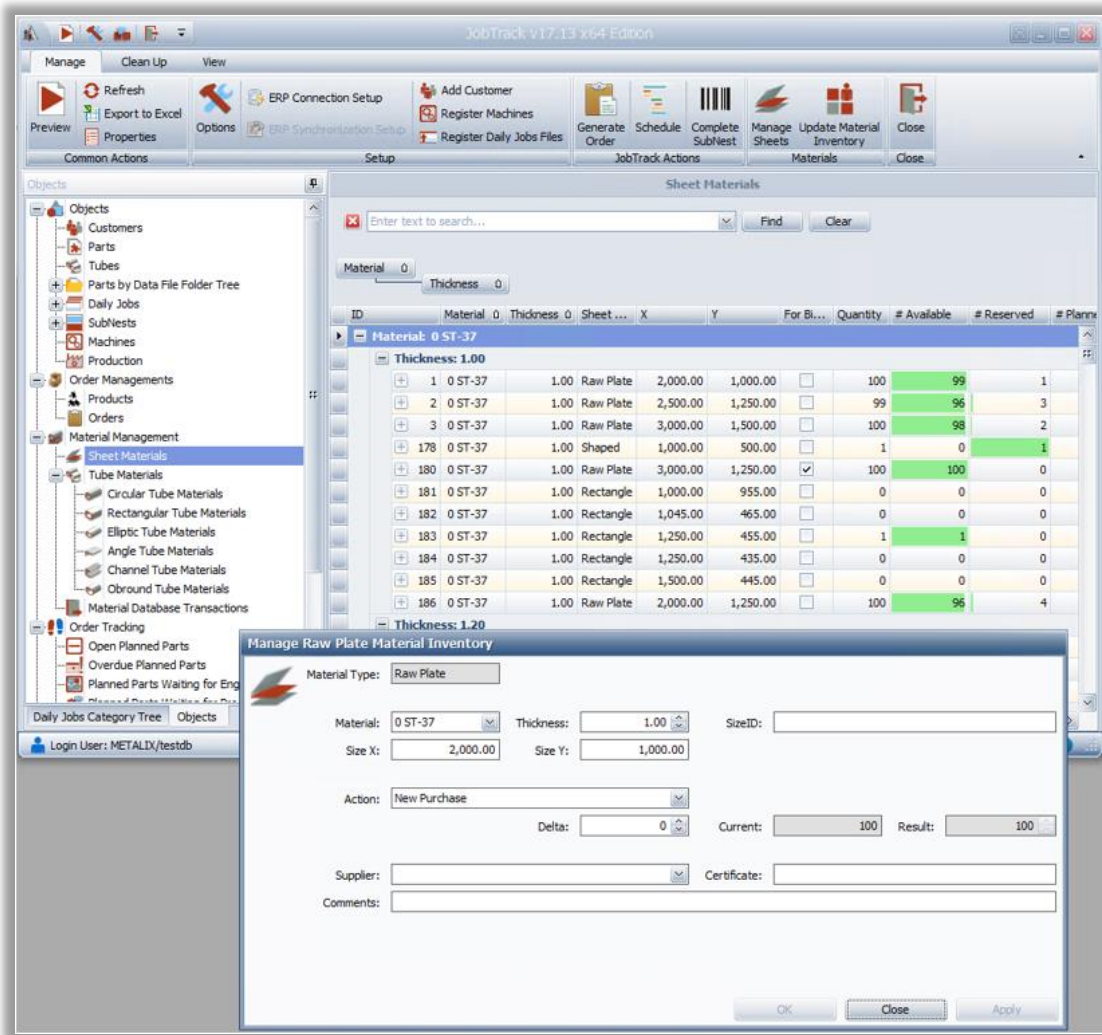 JobTrack v17.13 x64 Edition
Manage Clean Up View
Preview Refresh Export to Excel Properties Options ERP Connection Setup ERP Synchronization Setup Add Customer Register Machines Register Daily Jobs Files Generate Order Schedule Complete SubNest Manage Sheets Update Material Inventory Close
Common Actions Setup JobTrack Actions Materials Close
Objects
Objects
Customers
Parts
Tubes
Parts by Data File Folder Tree
Daily Jobs
SubNests
Machines
Production
Order Managements
Products
Orders
Material Management
Sheet Materials
Tube Materials
Circular Tube Materials
Rectangular Tube Materials
Elliptic Tube Materials
Angle Tube Materials
Channel Tube Materials
Obround Tube Materials
Material Database Transactions
Order Tracking
Open Planned Parts
Overdue Planned Parts
Planned Parts Waiting for Eng
Daily Jobs Category Tree Objects
Login User: METALIX/testdb
Sheet Materials
Enter text to search... Find Clear
Material
Thickness
ID Material Thickness Sheet ... X Y For Bi... Quantity # Available # Reserved # Planne
Material: 0 ST-37
Thickness: 1.00
1 0 ST-37 1.00 Raw Plate 2,000.00 1,000.00 100 99 1
2 0 ST-37 1.00 Raw Plate 2,500.00 1,250.00 99 96 3
3 0 ST-37 1.00 Raw Plate 3,000.00 1,500.00 100 98 2
178 0 ST-37 1.00 Shaped 1,000.00 500.00 1 0 1
180 0 ST-37 1.00 Raw Plate 3,000.00 1,250.00 100 100 0
181 0 ST-37 1.00 Rectangle 1,000.00 955.00 0 0 0
182 0 ST-37 1.00 Rectangle 1,045.00 465.00 0 0 0
183 0 ST-37 1.00 Rectangle 1,250.00 455.00 1 1 0
184 0 ST-37 1.00 Rectangle 1,250.00 435.00 0 0 0
185 0 ST-37 1.00 Rectangle 1,500.00 445.00 0 0 0
186 0 ST-37 1.00 Raw Plate 2,000.00 1,250.00 100 96 4
Thickness: 1.20
Manage Raw Plate Material Inventory
Material Type: Raw Plate
Material: 0 ST-37 Thickness: 1.00 SizeID:
Size X: 2,000.00 Size Y: 1,000.00
Action: New Purchase
Delta: 0 Current: 100 Result: 100
Supplier: Certificate:
Comments:
OK Close Apply